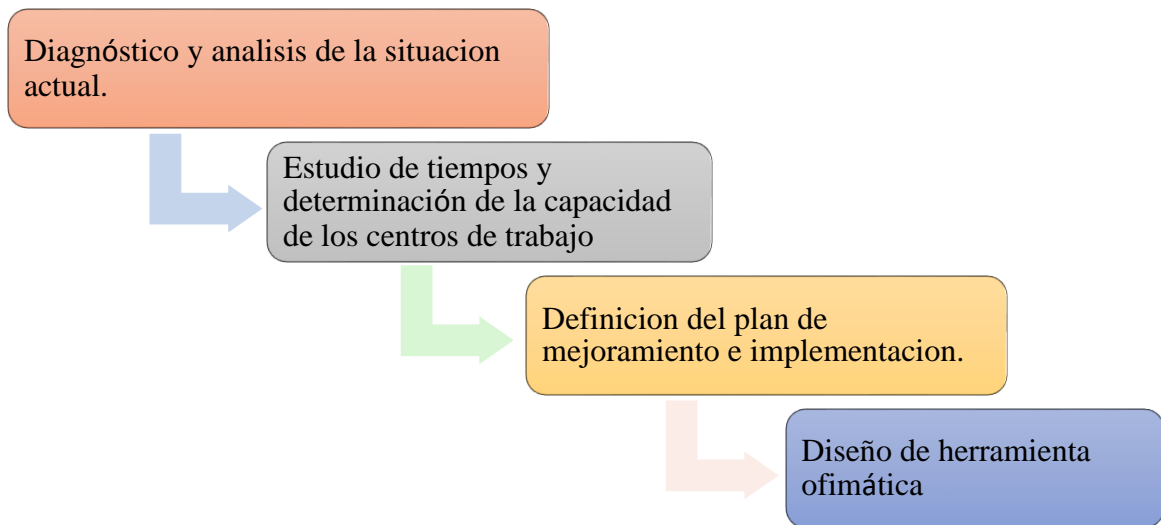 Diagnóstico y analisis de la situacion
actual.
Estudio de tiempos y
determinación de la capacidad
de los centros de trabajo
Definicion del plan de
mejoramiento e implementacion.
Diseño de herramienta
ofimática